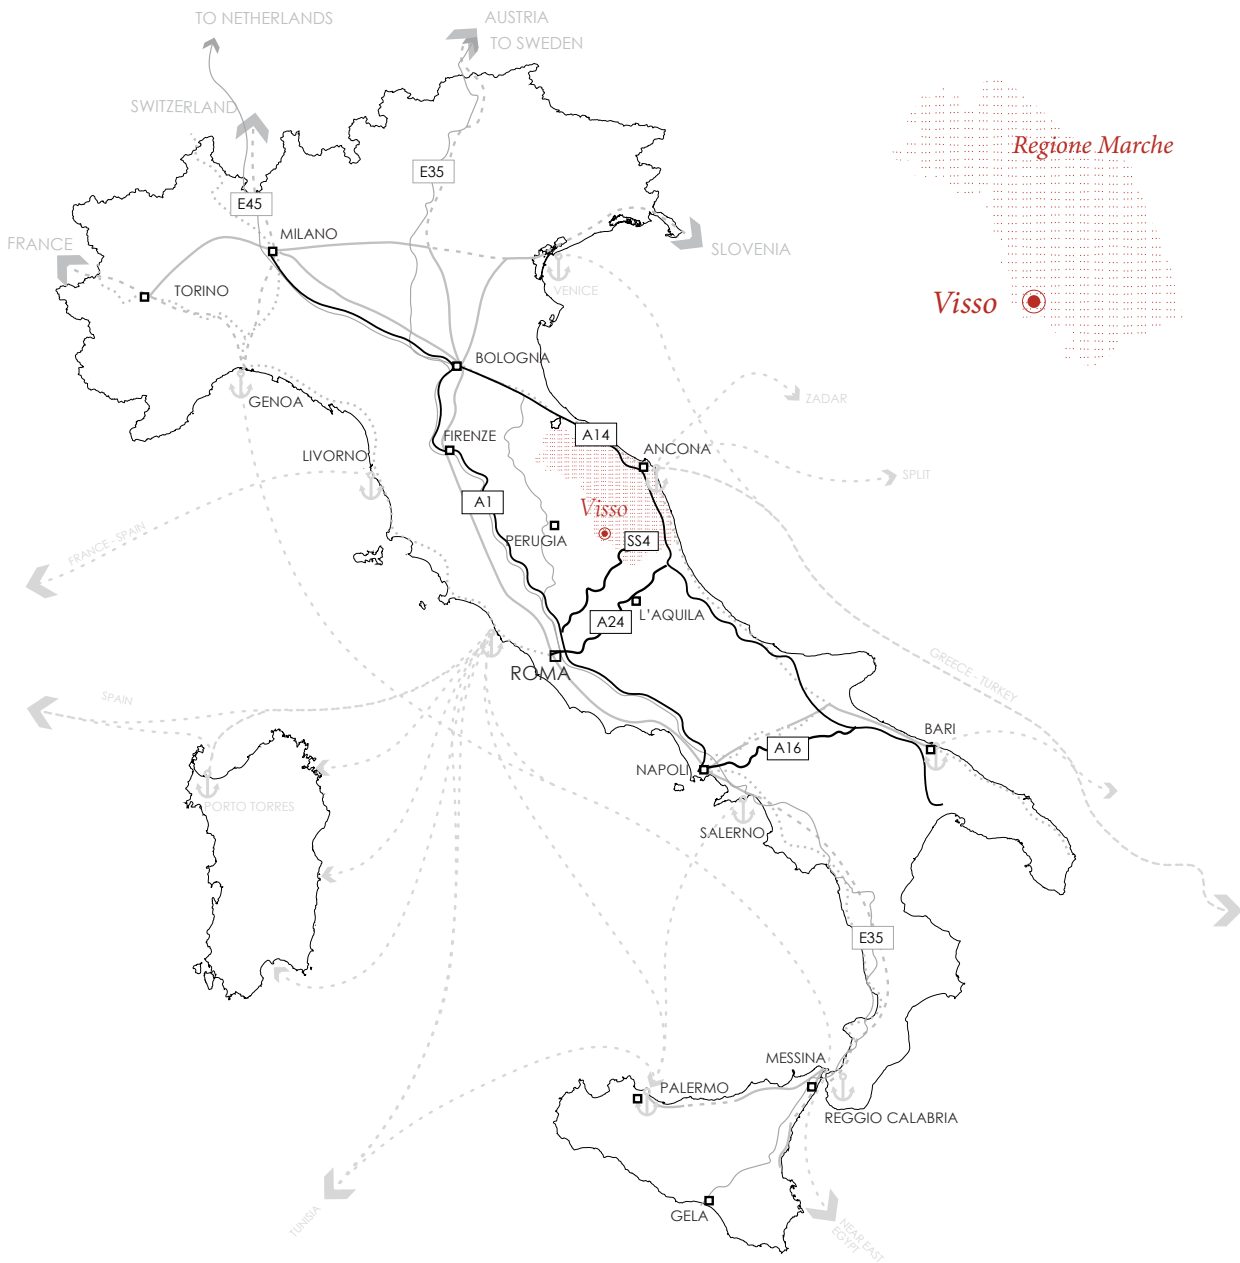 TO NETHERLANDS
AUSTRIA
TO SWEDEN
SWITZERLAND
Regione Marche
E35
E45
MILANO
FRANCE
SLOVENIA
TORINO
VENICE
Visso
BOLOGNA
GENOA
ZADAR
FIRENZE
A14
LIVORNO
ANCONA
SPLIT
A1
Visso
FRANCE - SPAIN
PERUGIA
SS4
A24
L'AQUILA
ROMA
GREECE - TURKEY
SPAIN
BARI
A16
NAPOLI
PORTO TORRES
SALERNO
E35
MESSINA
PALERMO
REGGIO CALABRIA
GELA
TUNISIA
NEAR EAST
EGYPT